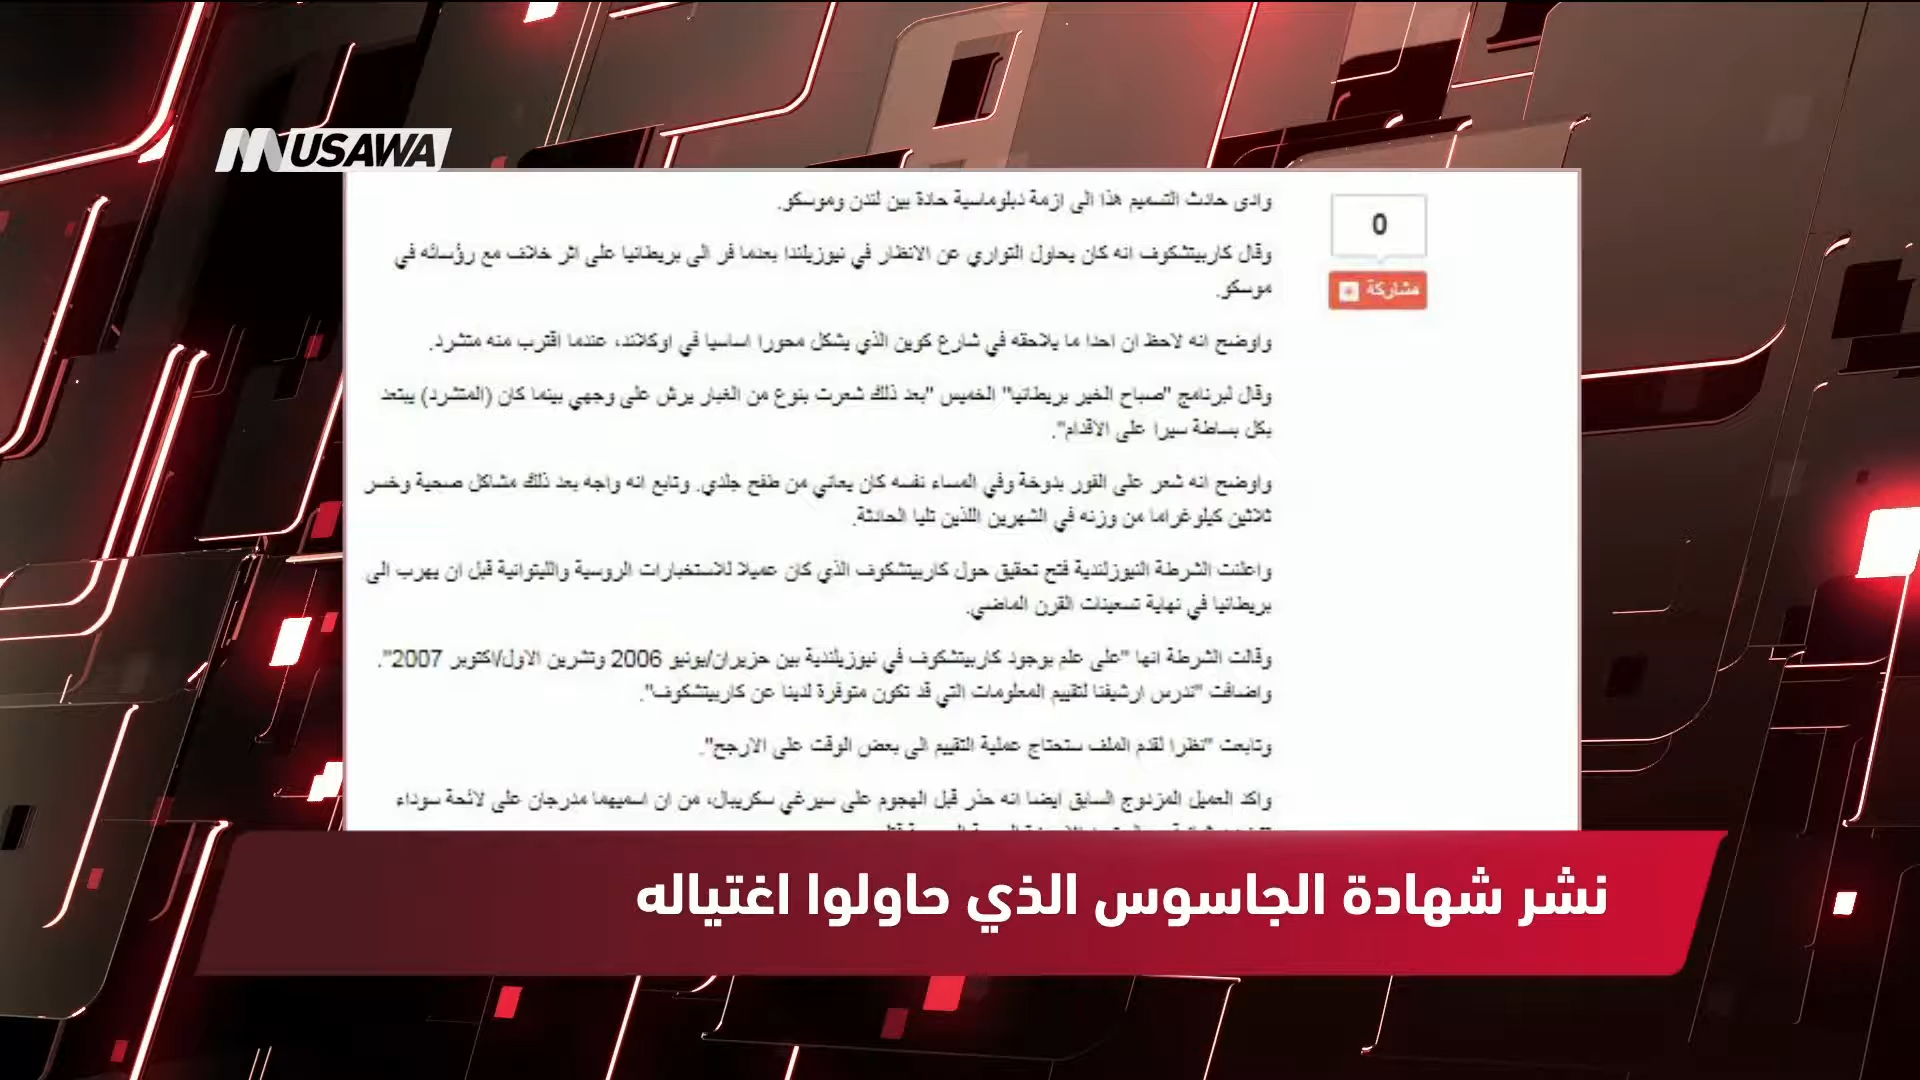 MUSAWA
0
مشاركة
وادى حادث التسميم هذا الى ازمة دبلوماسية حادة بين لندن وموسكو.
وقال كاربيتشكوف انه كان يحاول التواري عن الانظار في نيوزيلندا بعدما فر الى بريطانيا على اثر خلاف مع رؤسائه في
موسكو.
واوضح انه لاحظ ان احدا ما يلاحقه في شارع كوين الذي يشكل محورا اساسيا في اوكلاند، عندما اقترب منه متشرد.
وقال لبرنامج "صباح الخير بريطانيا" الخميس "بعد ذلك شعرت بنوع من الغبار يرش على وجهي بينما كان (المتشرد) يبتعد
بكل بساطة سيرا على الاقدام".
واوضح انه شعر على الفور بدوخة وفي المساء نفسه كان يعاني من طفح جلدي. وتابع انه واجه بعد ذلك مشاكل صحية وخسر
ثلاثين كيلوغراما من وزنه في الشهرين اللذين تليا الحادثة.
واعلنت الشرطة النيوزلندية فتح تحقيق حول كاربيتشكوف الذي كان عميلا للاستخبارات الروسية والليتوانية قبل ان يهرب الى
بريطانيا في نهاية تسعينات القرن الماضي.
وقالت الشرطة انها "على علم بوجود كاربيتشكوف في نيوزيلندية بين حزيران/يونيو 2006 وتشرين الاول/اكتوبر 2007".
واضافت "ندرس ارشيفنا لتقييم المعلومات التي قد تكون متوفرة لدينا عن كاربيتشكوف".
وتابعت "نظرا لقدم الملف ستحتاج عملية التقييم الى بعض الوقت على الارجح".
واكد العميل المزدوج السابق ايضا انه حذر قبل الهجوم على سيرغي سكريبال، من ان اسميهما مدرجان على لائحة سوداء
نشر شهادة الجاسوس الذي حاولوا اغتياله